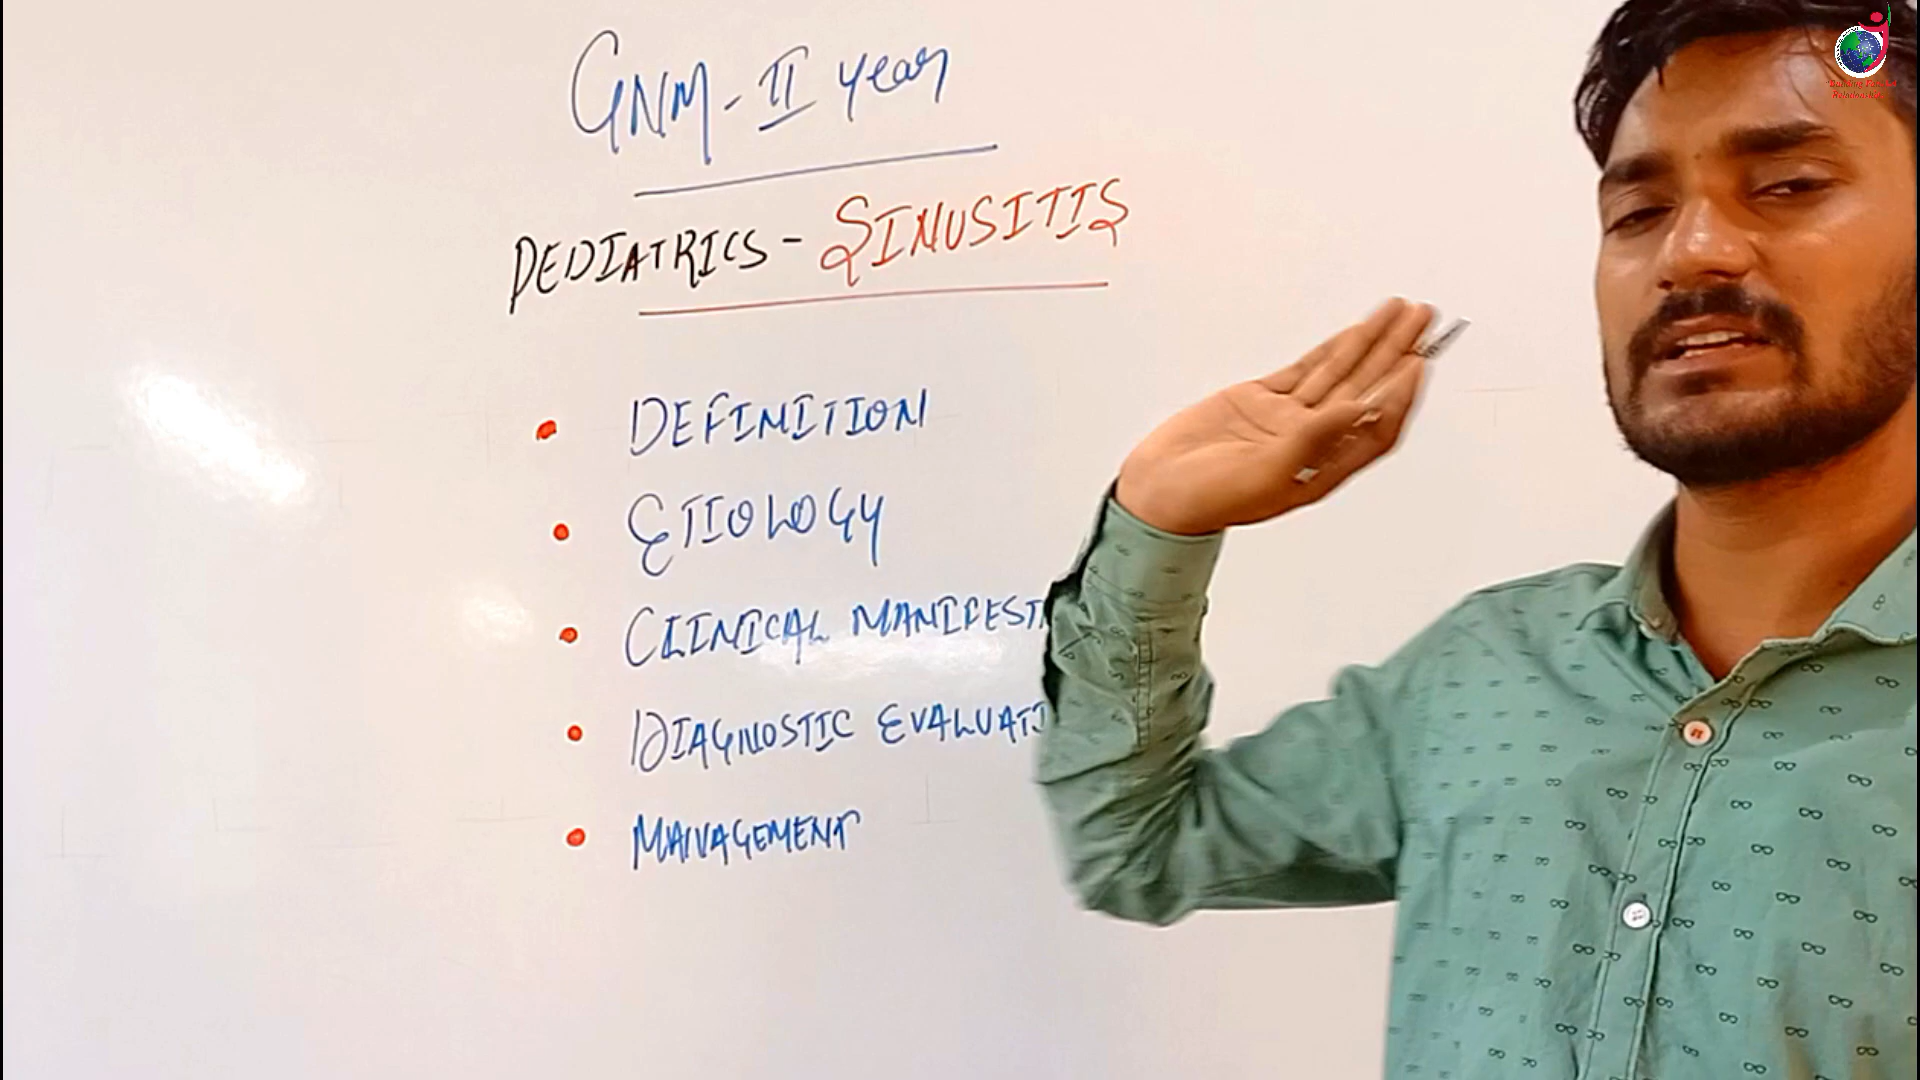 GNM - II year
PEDIATRICS - SINUSITIS
• DEFINITION
• ETIOLOGY
• CLINICAL MANIFEST
• DIAGNOSTIC EVALUATI
• MANAGEMENT